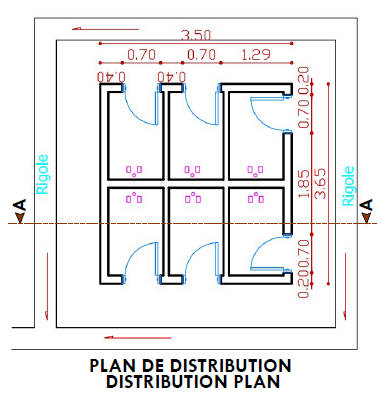 3.50
0.70 0.70 1.29
0.40 0.40
0.20
0.70
1.85
3.65
0.70
0.20
Rigole
Rigole
A
A
PLAN DE DISTRIBUTION
DISTRIBUTION PLAN